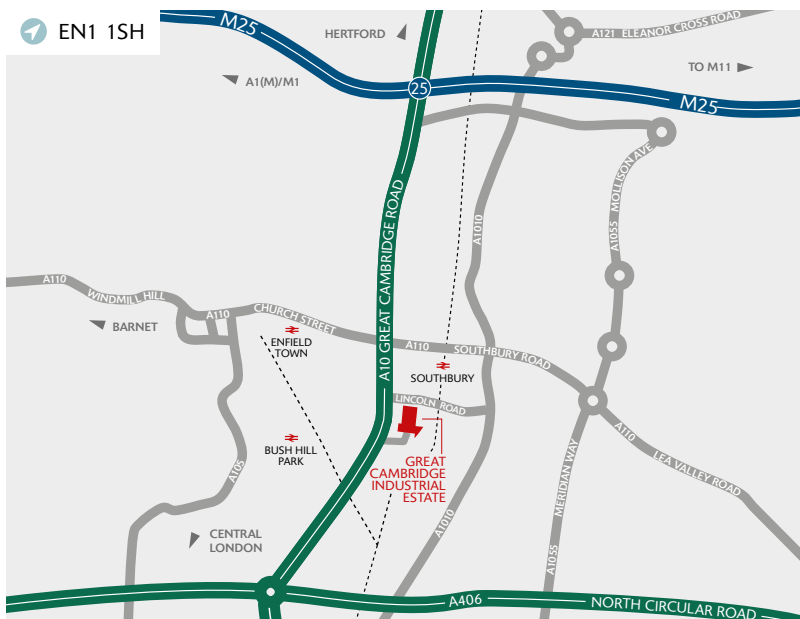 EN1 1SH
M25
HERTFORD
A121 ELEANOR CROSS ROAD
TO M11
A1(M)/M1
25
M25
MOLLISON AVE
A1055
A10 GREAT CAMBRIDGE ROAD
A1010
A110
WINDMILL HILL
A110
CHURCH STREET
BARNET
ENFIELD
TOWN
A110
SOUTHBURY ROAD
SOUTHBURY
LINCOLN ROAD
BUSH HILL
PARK
GREAT
CAMBRIDGE
INDUSTRIAL
ESTATE
A110
LEA VALLEY ROAD
A105
MERIDIAN WAY
A1055
A1010
CENTRAL
LONDON
A406
NORTH CIRCULAR ROAD